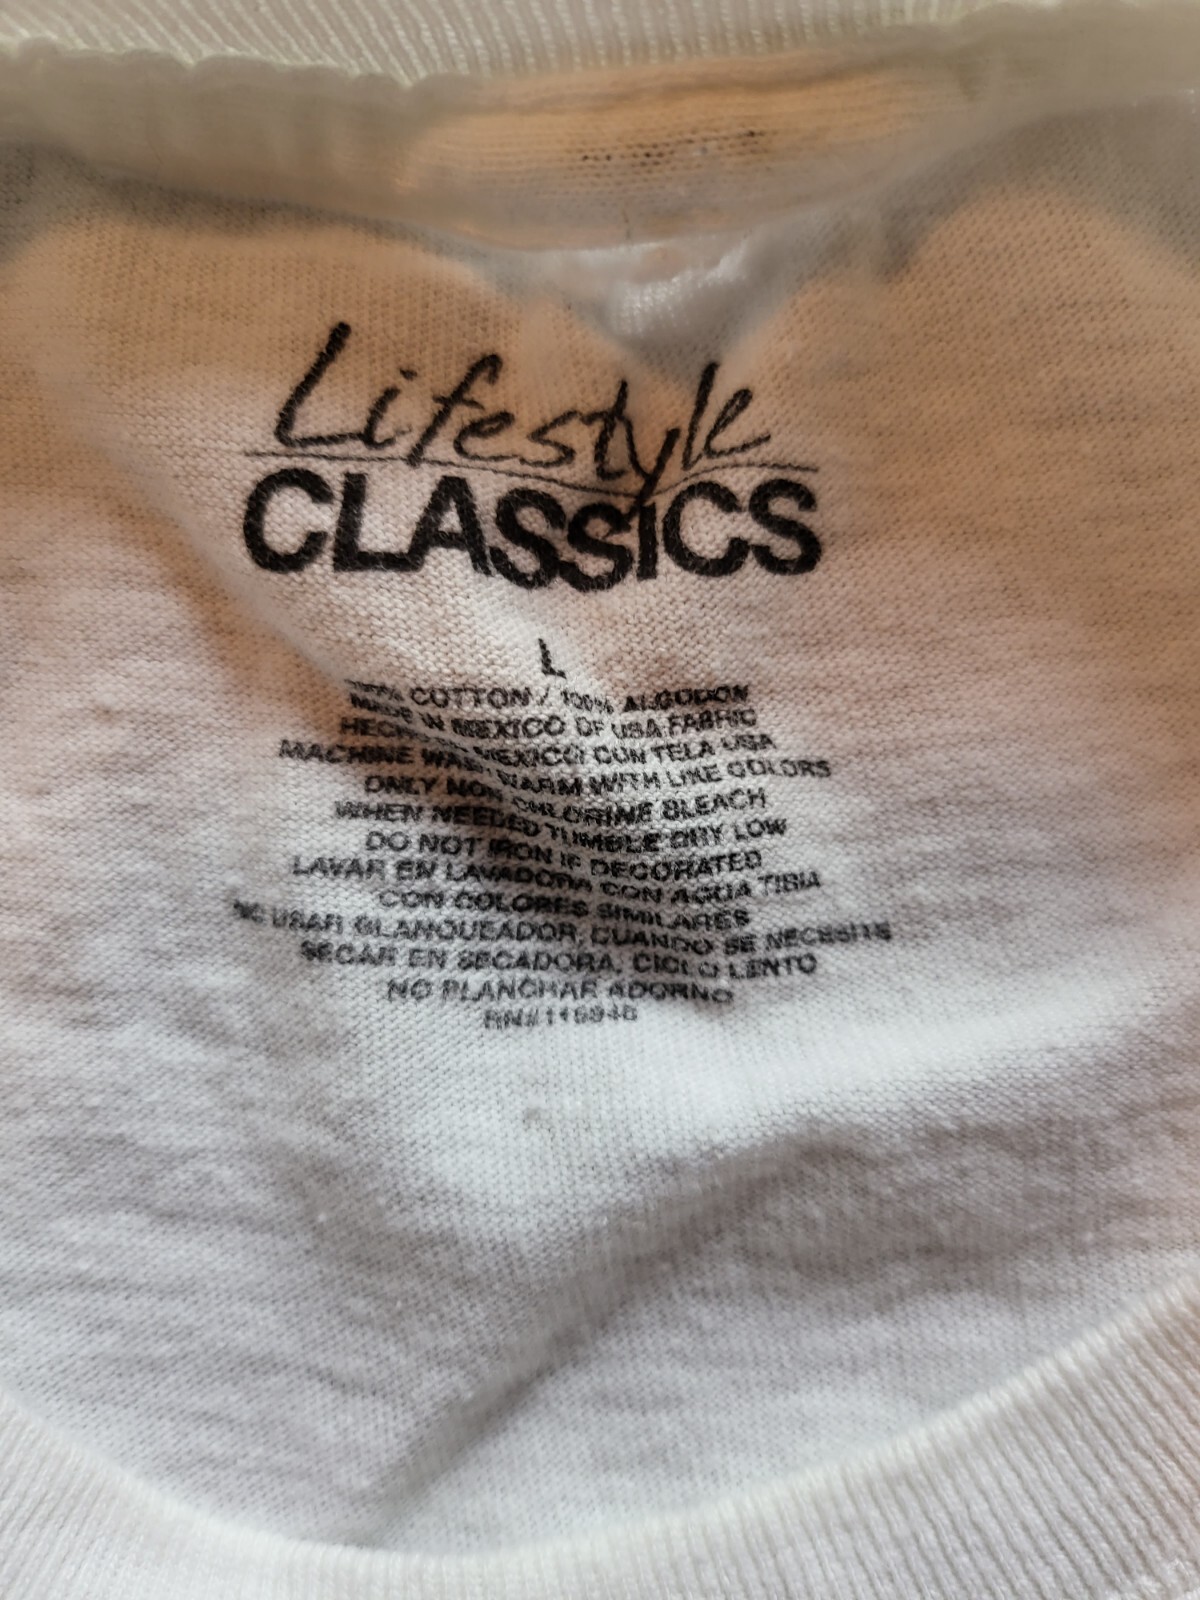 Lifestyle
CLASSICS
L
100% COTTON / 100% ALGODON
MADE IN MEXICO OF USA FABRIC
HECHO EN MEXICO CON TELA USA
MACHINE WASH WARM WITH LIKE COLORS
ONLY NON CHLORINE BLEACH
WHEN NEEDED TUMBLE DRY LOW
DO NOT IRON IF DECORATED
LAVAR EN LAVADORA CON AGUA TIBIA
CON COLORES SIMILARES
NO USAR BLANQUEADOR, CUANDO SE NECESITE
SECAR EN SECADORA, CICLO LENTO
NO PLANCHAR ADORNO